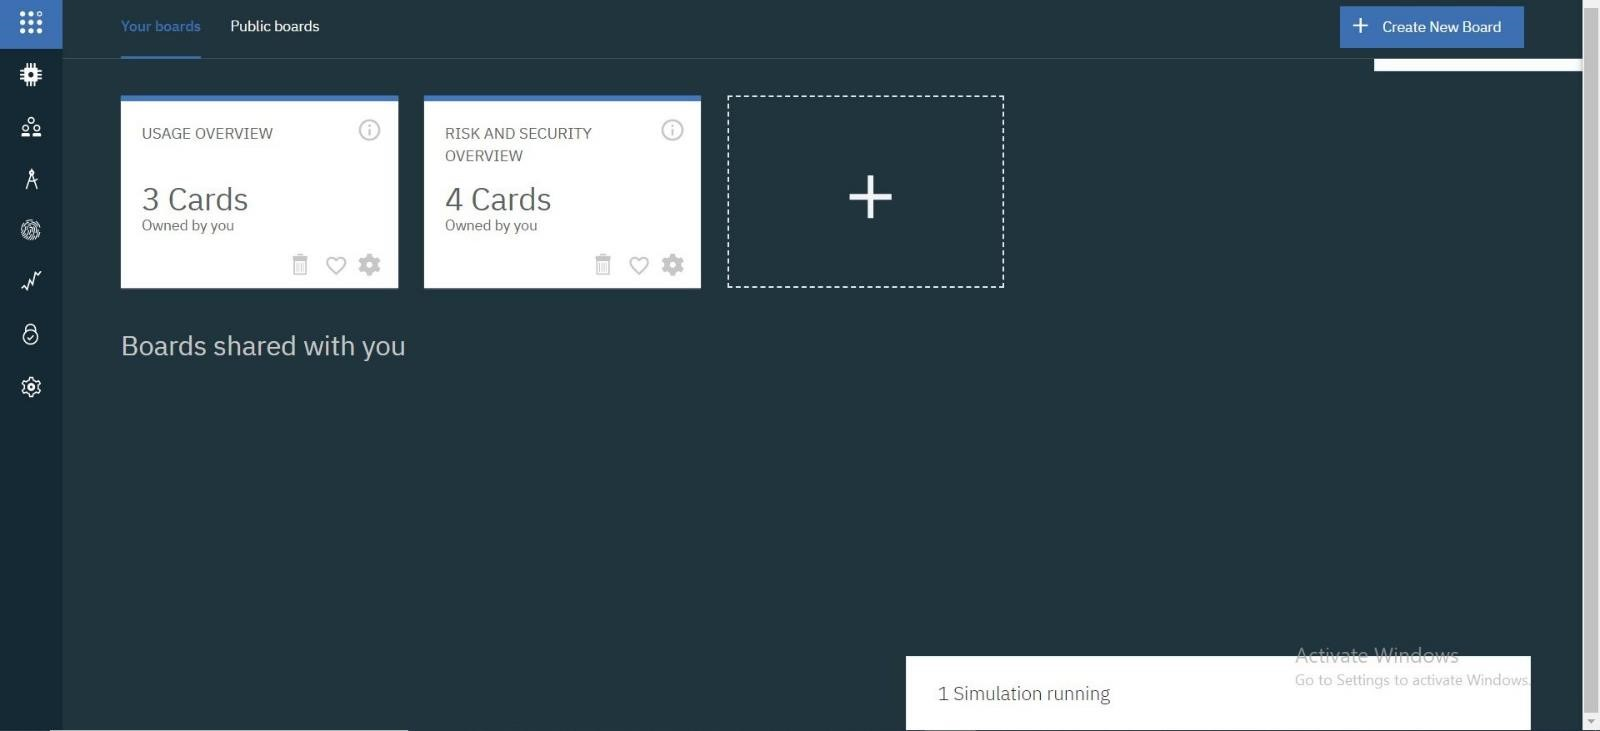 Your boards
Public boards
Create New Board
USAGE OVERVIEW
3 Cards
Owned by you
RISK AND SECURITY
OVERVIEW
4 Cards
Owned by you
Boards shared with you
1 Simulation running
Activate Windows
Go to Settings to activate Windows.